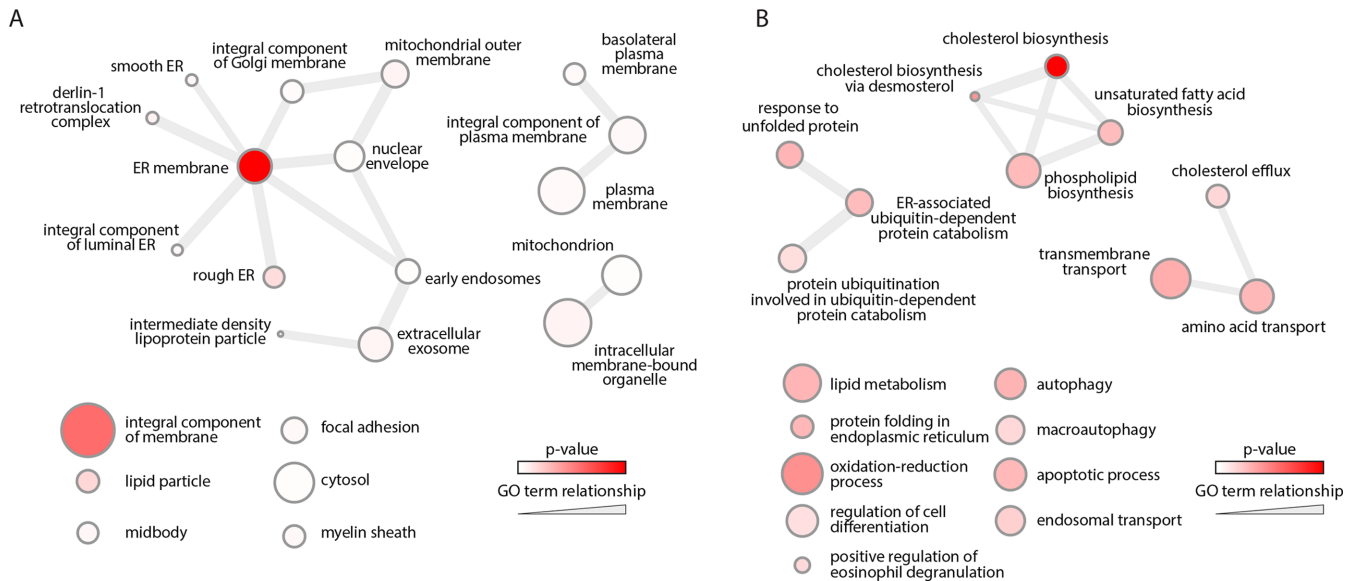 A
smooth ER
integral component
of Golgi membrane
mitochondrial outer
membrane
derlin-1
retrotranslocation
complex
ER membrane
nuclear
envelope
integral component
of luminal ER
rough ER
early endosomes
intermediate density
lipoprotein particle
extracellular
exosome
basolateral
plasma
membrane
integral component of
plasma membrane
plasma
membrane
mitochondrion
intracellular
membrane-bound
organelle
integral component
of membrane
lipid particle
midbody
focal adhesion
cytosol
myelin sheath
p-value
GO term relationship
B
cholesterol biosynthesis
cholesterol biosynthesis
via desmosterol
unsaturated fatty acid
biosynthesis
phospholipid
biosynthesis
response to
unfolded protein
ER-associated
ubiquitin-dependent
protein catabolism
protein ubiquitination
involved in ubiquitin-dependent
protein catabolism
cholesterol efflux
transmembrane
transport
amino acid transport
lipid metabolism
protein folding in
endoplasmic reticulum
oxidation-reduction
process
regulation of cell
differentiation
positive regulation of
eosinophil degranulation
autophagy
macroautophagy
apoptotic process
endosomal transport
p-value
GO term relationship